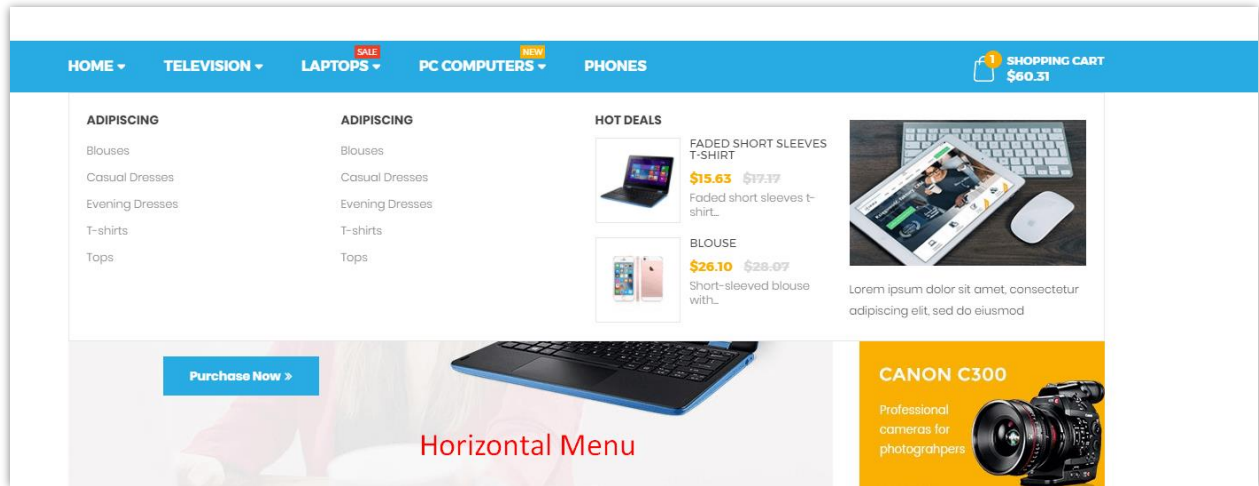 SALE
NEW
HOME
TELEVISION
LAPTOPS
PC COMPUTERS
PHONES
1
SHOPPING CART
$60.31
ADIPISCING
Blouses
Casual Dresses
Evening Dresses
T-shirts
Tops
ADIPISCING
Blouses
Casual Dresses
Evening Dresses
T-shirts
Tops
HOT DEALS
FADED SHORT SLEEVES
T-SHIRT
$15.63 $17.17
Faded short sleeves t-
shirt...
BLOUSE
$26.10 $28.07
Short-sleeved blouse
with...
Lorem ipsum dolor sit amet, consectetur
adipiscing elit, sed do eiusmod
Purchase Now »
Horizontal Menu
CANON C300
Professional
cameras for
photograhpers